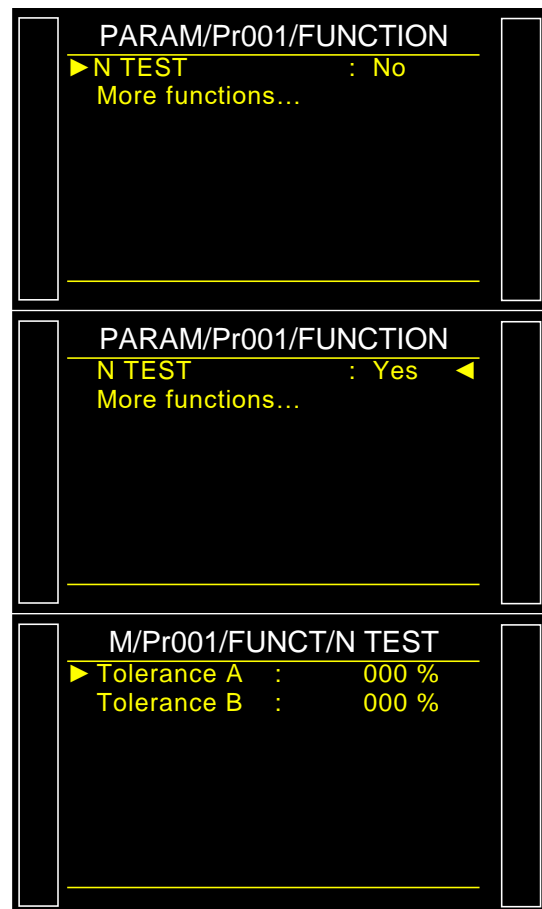 PARAM/Pr001/FUNCTION
►N TEST : No
More functions...
PARAM/Pr001/FUNCTION
N TEST : Yes ◄
More functions...
M/Pr001/FUNCT/N TEST
► Tolerance A : 000 %
Tolerance B : 000 %